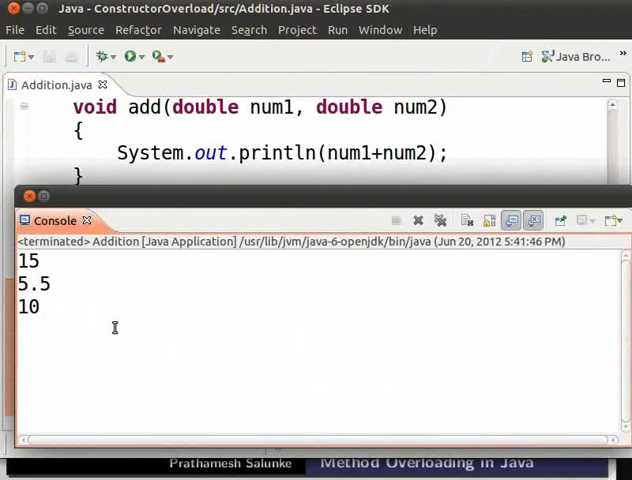 Java - ConstructorOverload/src/Addition.java - Eclipse SDK
File Edit Source Refactor Navigate Search Project Run Window Help
Java Bro...
Addition.java
void add(double num1, double num2)
{
System.out.println(num1+num2);
}
Console
<terminated> Addition [Java Application] /usr/lib/jvm/java-6-openjdk/bin/java (Jun 20, 2012 5:41:46 PM)
15
5.5
10
Prathamesh Salunke Method Overloading in Java